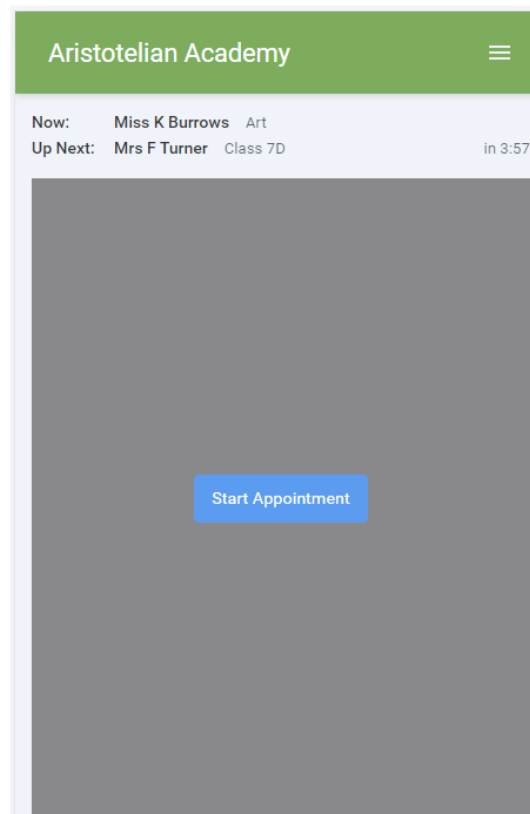 Aristotelian Academy
Now: Miss K Burrows Art
Up Next: Mrs F Turner Class 7D in 3:57
Start Appointment